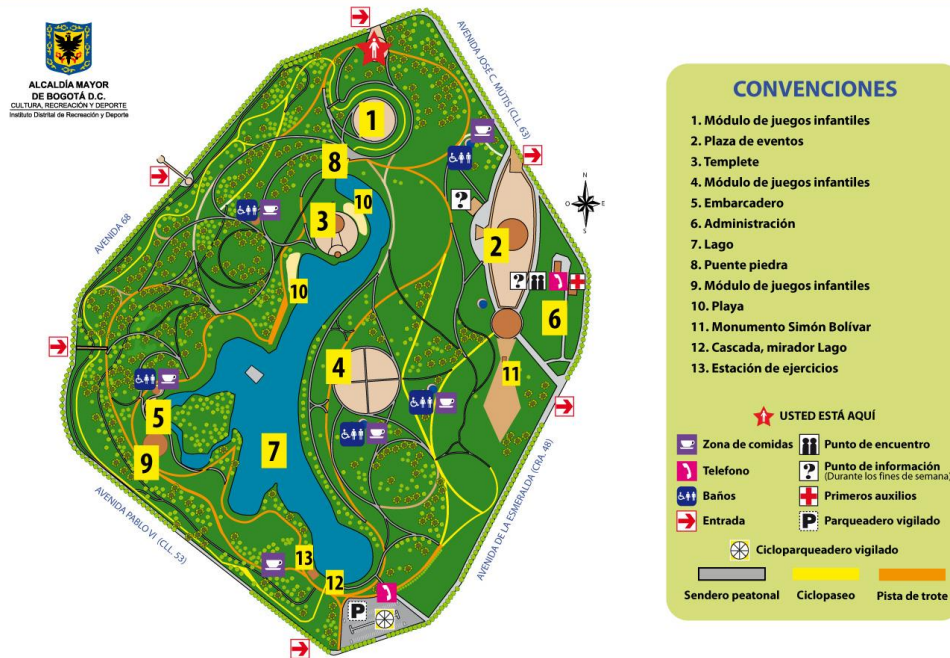 ALCALDÍA MAYOR
DE BOGOTÁ D.C.
CULTURA, RECREACIÓN Y DEPORTE
Instituto Distrital de Recreación y Deporte
AVENIDA JOSÉ C. MÚTIS (CLL. 63)
AVENIDA 68
AVENIDA PABLO VI (CLL. 53)
AVENIDA DE LA ESMERALDA (CRA. 48)
1
8
10
3
2
?
10
?
6
4
11
5
9
7
13
12
P
N
O
E
S
CONVENCIONES
1. Módulo de juegos infantiles
2. Plaza de eventos
3. Templete
4. Módulo de juegos infantiles
5. Embarcadero
6. Administración
7. Lago
8. Puente piedra
9. Módulo de juegos infantiles
10. Playa
11. Monumento Simón Bolívar
12. Cascada, mirador Lago
13. Estación de ejercicios
USTED ESTÁ AQUÍ
Zona de comidas
Telefono
Baños
Entrada
Punto de encuentro
?
Punto de información
(Durante los fines de semana)
Primeros auxilios
P
Parqueadero vigilado
Cicloparqueadero vigilado
Sendero peatonal
Ciclopaseo
Pista de trote